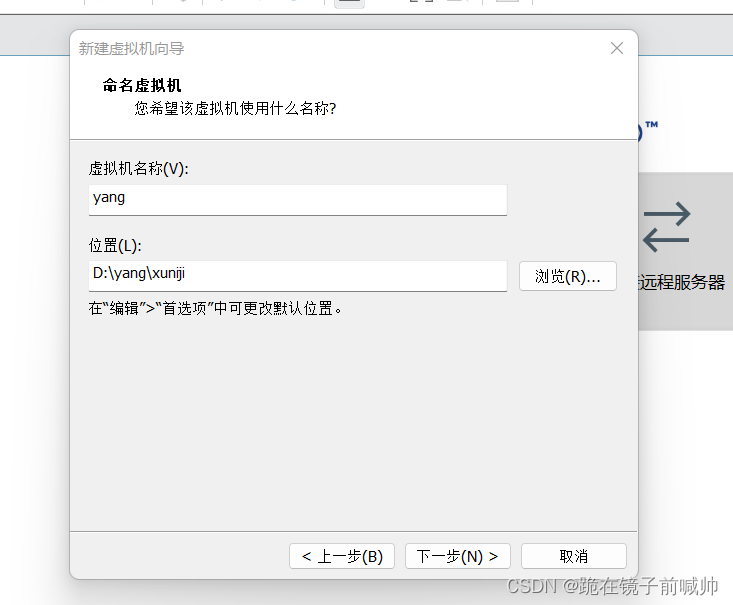 新建虚拟机向导
命名虚拟机
您希望该虚拟机使用什么名称?
™
虚拟机名称(V):
yang
位置(L):
D:\yang\xuniji
浏览(R)...
远程服务器
在“编辑”>“首选项”中可更改默认位置。
< 上一步(B)
下一步(N) >
取消
CSDN @跪在镜子前喊帅